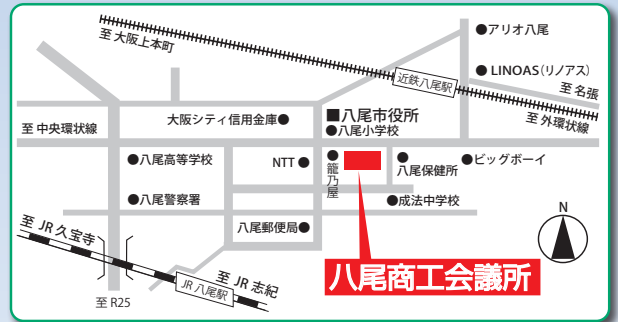 至 大阪上本町
●アリオ八尾
近鉄八尾駅
● LINOAS(リノアス)
至 名張
至 外環状線
大阪シティ信用金庫●
■八尾市役所
●八尾小学校
至 中央環状線
●八尾高等学校
NTT ●
●籠乃屋
●八尾保健所
●ビッグボーイ
●八尾警察署
●成法中学校
八尾郵便局●
N
至 JR 久宝寺
JR 八尾駅
至 JR 志紀
八尾商工会議所
至 R25